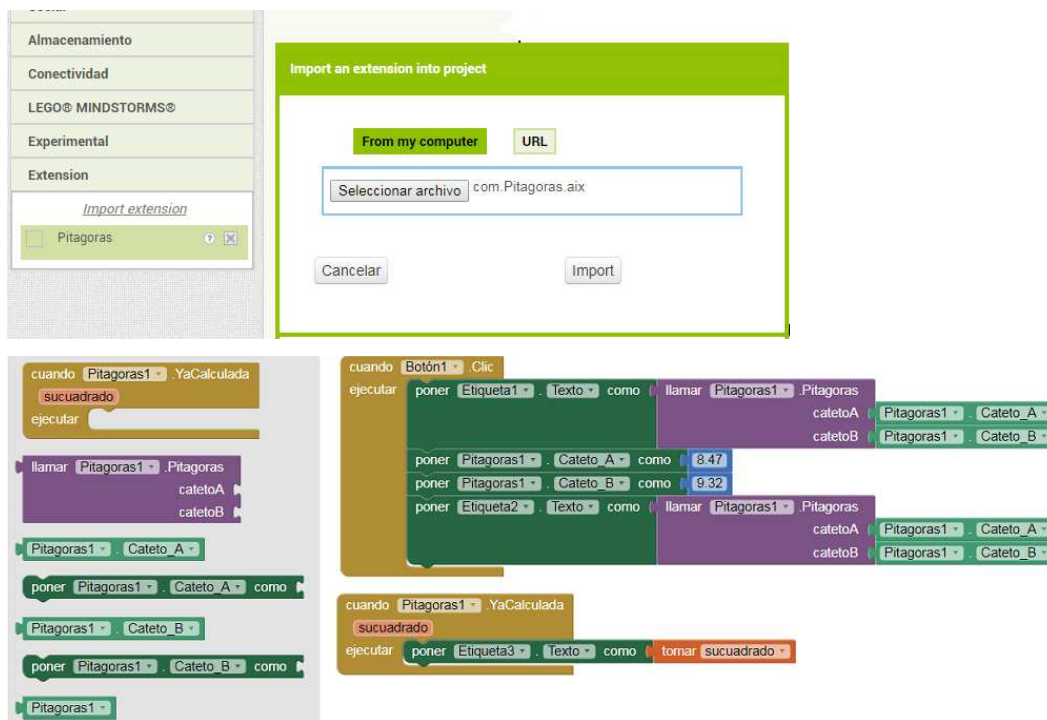 Almacenamiento
Conectividad
LEGO® MINDSTORMS®
Experimental
Extension
Import extension
Pitagoras
Import an extension into project
From my computer URL
Seleccionar archivo com.Pitagoras.aix
Cancelar Import
cuando Pitagoras1 .YaCalculada
sucuadrado
ejecutar
llamar Pitagoras1 .Pitagoras
catetoA
catetoB
Pitagoras1 . Cateto_A
poner Pitagoras1 . Cateto_A como
Pitagoras1 . Cateto_B
poner Pitagoras1 . Cateto_B como
Pitagoras1
cuando Botón1 .Clic
ejecutar poner Etiqueta1 . Texto como llamar Pitagoras1 .Pitagoras
catetoA Pitagoras1 . Cateto_A
catetoB Pitagoras1 . Cateto_B
poner Pitagoras1 . Cateto_A como 8.47
poner Pitagoras1 . Cateto_B como 9.32
poner Etiqueta2 . Texto como llamar Pitagoras1 .Pitagoras
catetoA Pitagoras1 . Cateto_A
catetoB Pitagoras1 . Cateto_B
cuando Pitagoras1 .YaCalculada
sucuadrado
ejecutar poner Etiqueta3 . Texto como tomar sucuadrado